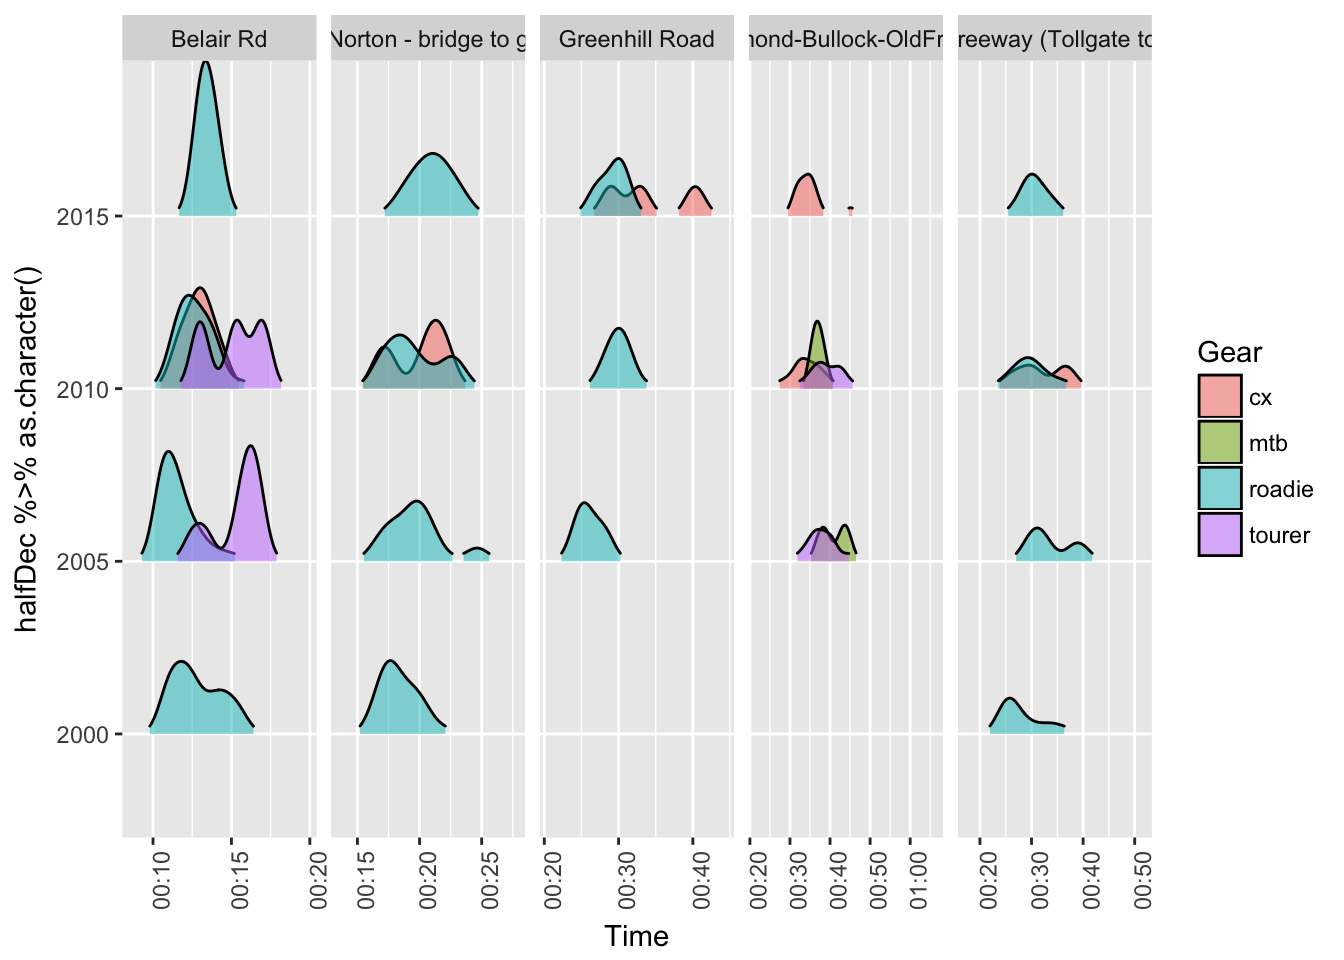 Belair Rd
Norton - bridge to g
Greenhill Road
mond-Bullock-OldFr
reeway (Tollgate to
halfDec %>% as.character()
2015
2010
2005
2000
00:10 00:15 00:20
00:15 00:20 00:25
00:20 00:30 00:40
00:20 00:30 00:40 00:50 01:00
00:20 00:30 00:40 00:50
Time
Gear
cx
mtb
roadie
tourer